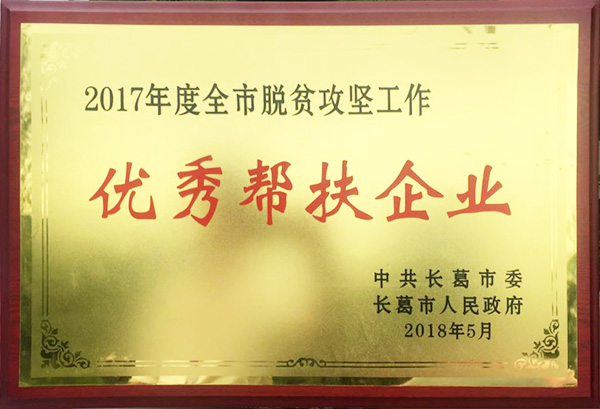 2017年度全市脱贫攻坚工作
优秀帮扶企业
中共长葛市委
长葛市人民政府
2018年5月